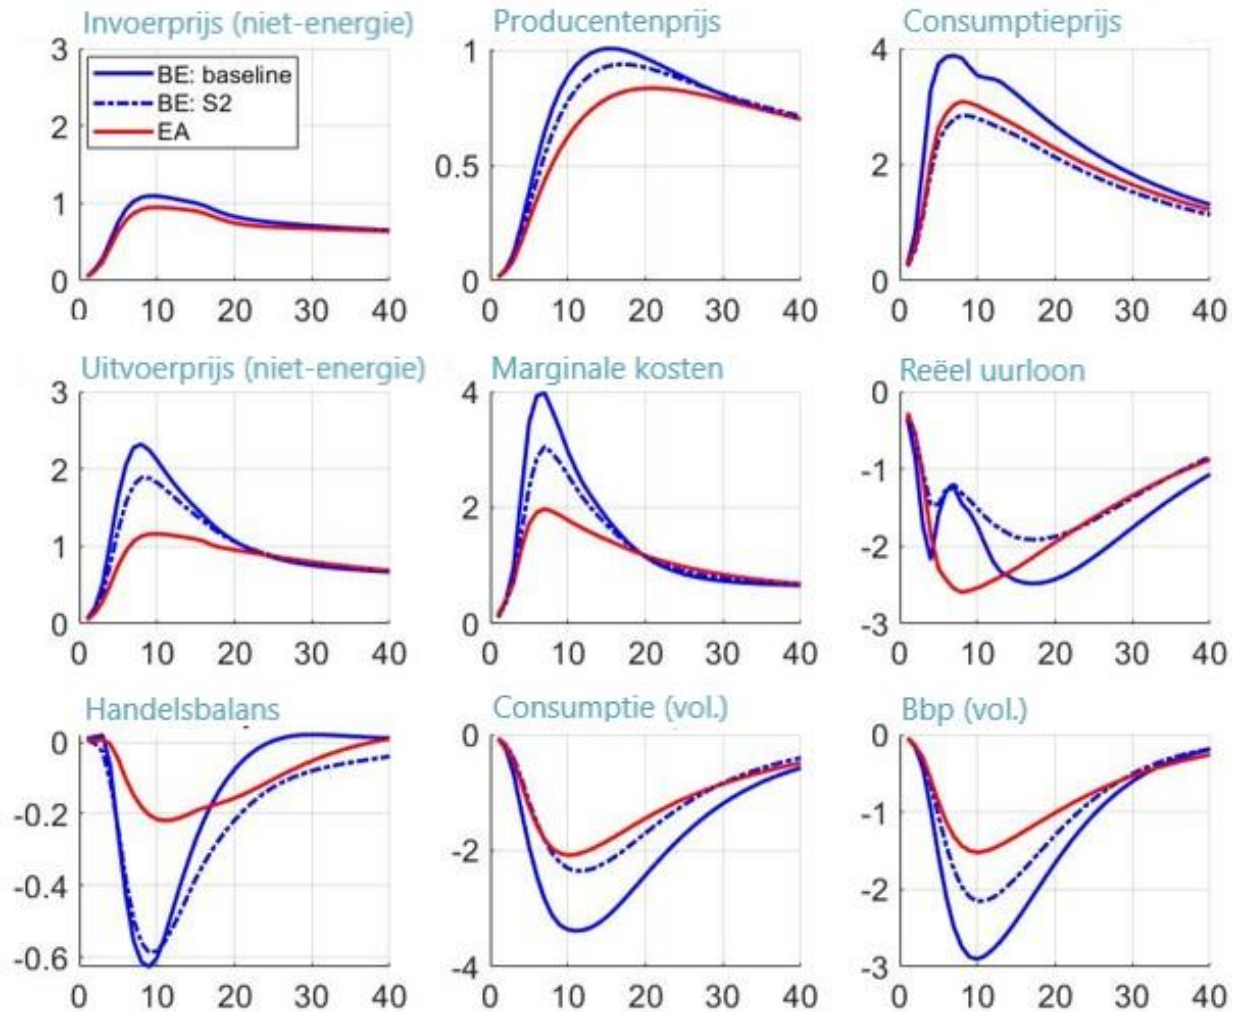 Invoerprijs (niet-energie)
3
2
1
0
0 10 20 30 40
BE: baseline
BE: S2
EA
Producentenprijs
1
0.5
0
0 10 20 30 40
Consumptieprijs
4
2
0
0 10 20 30 40
Uitvoerprijs (niet-energie)
3
2
1
0
0 10 20 30 40
Marginale kosten
4
2
0
0 10 20 30 40
Reëel uurloon
0
-1
-2
-3
0 10 20 30 40
Handelsbalans
0
-0.2
-0.4
-0.6
0 10 20 30 40
Consumptie (vol.)
0
-2
-4
0 10 20 30 40
Bbp (vol.)
0
-1
-2
-3
0 10 20 30 40